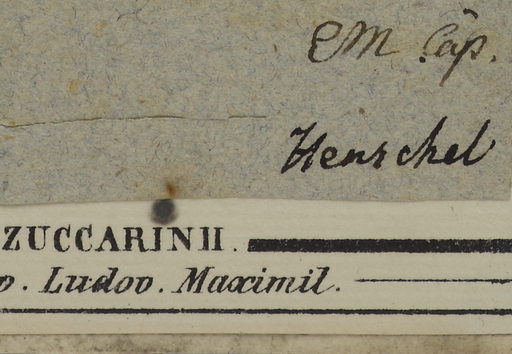 CM Cap.
Henschel
ZUCCARINII.
o. Ludov. Maximil.